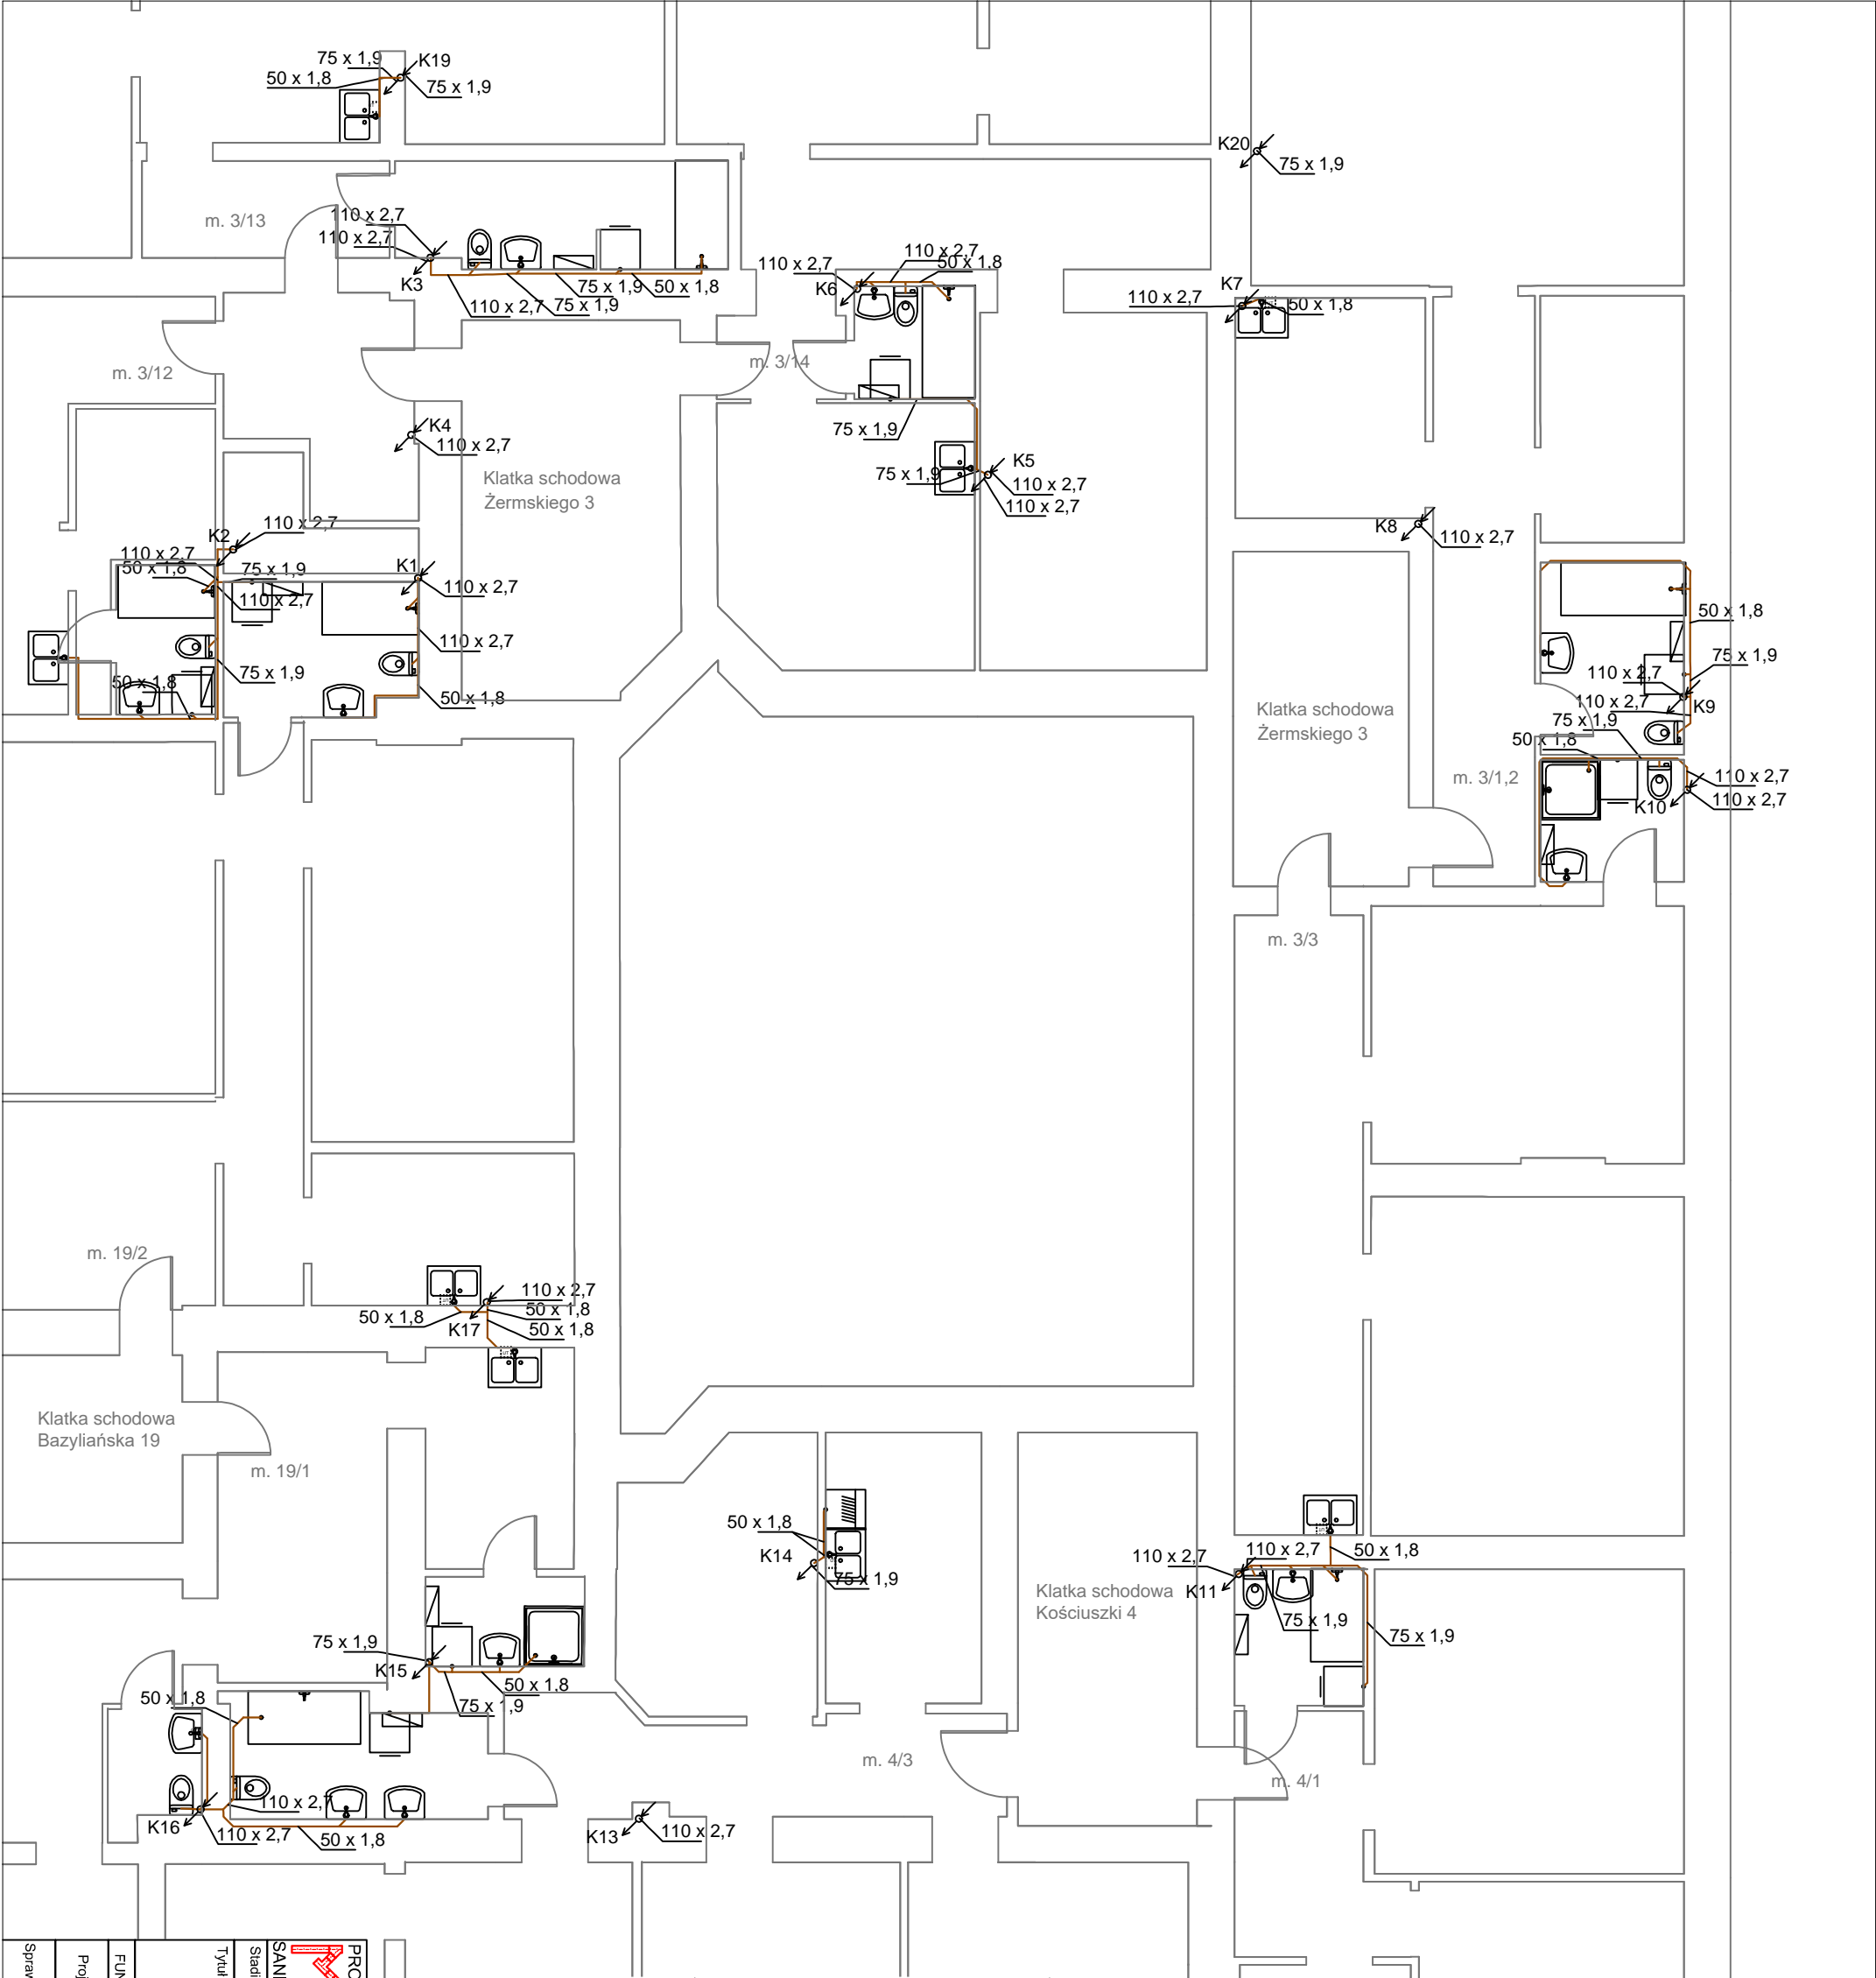 75 x 1,9
K19
50 x 1,8
75 x 1,9
K20
75 x 1,9
m. 3/13
110 x 2,7
110 x 2,7
K3
75 x 1,9
50 x 1,8
110 x 2,7
75 x 1,9
110 x 2,7
50 x 1,8
110 x 2,7
K6
K7
110 x 2,7
50 x 1,8
m. 3/14
m. 3/12
K4
110 x 2,7
75 x 1,9
Klatka schodowa
Żermskiego 3
K5
75 x 1,9
110 x 2,7
110 x 2,7
K8
110 x 2,7
K2
110 x 2,7
110 x 2,7
50 x 1,8
75 x 1,9
K1
110 x 2,7
110 x 2,7
110 x 2,7
75 x 1,9
50 x 1,8
50 x 1,8
50 x 1,8
75 x 1,9
110 x 2,7
110 x 2,7
K9
75 x 1,9
50 x 1,8
Klatka schodowa
Żermskiego 3
m. 3/1,2
110 x 2,7
K10
110 x 2,7
m. 3/3
m. 19/2
110 x 2,7
50 x 1,8
50 x 1,8
K17
50 x 1,8
Klatka schodowa
Bazyliańska 19
m. 19/1
50 x 1,8
K14
75 x 1,9
110 x 2,7
110 x 2,7
50 x 1,8
K11
Klatka schodowa
Kościuszki 4
75 x 1,9
75 x 1,9
75 x 1,9
K15
50 x 1,8
75 x 1,9
50 x 1,8
m. 4/3
m. 4/1
110 x 2,7
K16
110 x 2,7
50 x 1,8
K13
110 x 2,7
PRO
SANI
Stadi
Tytuł
FUN
Proj
Spraw